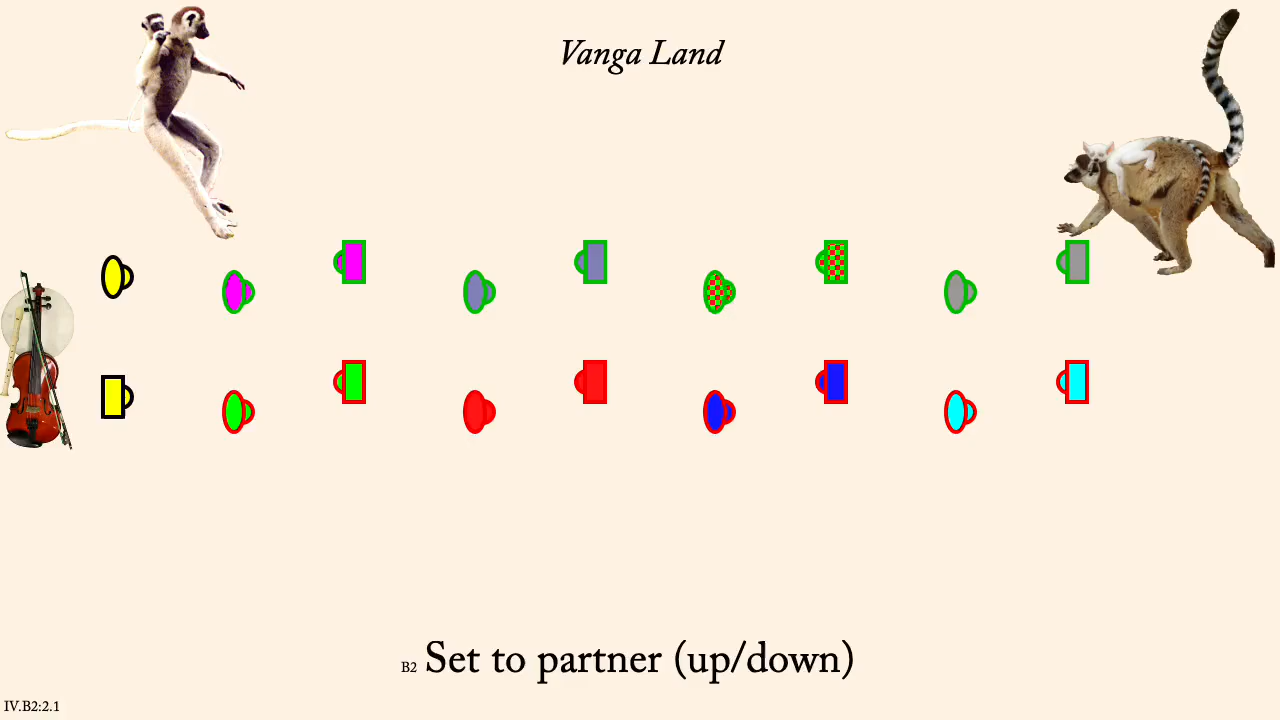 Vanga Land
B2 Set to partner (up/down)
IV.B2:2.1